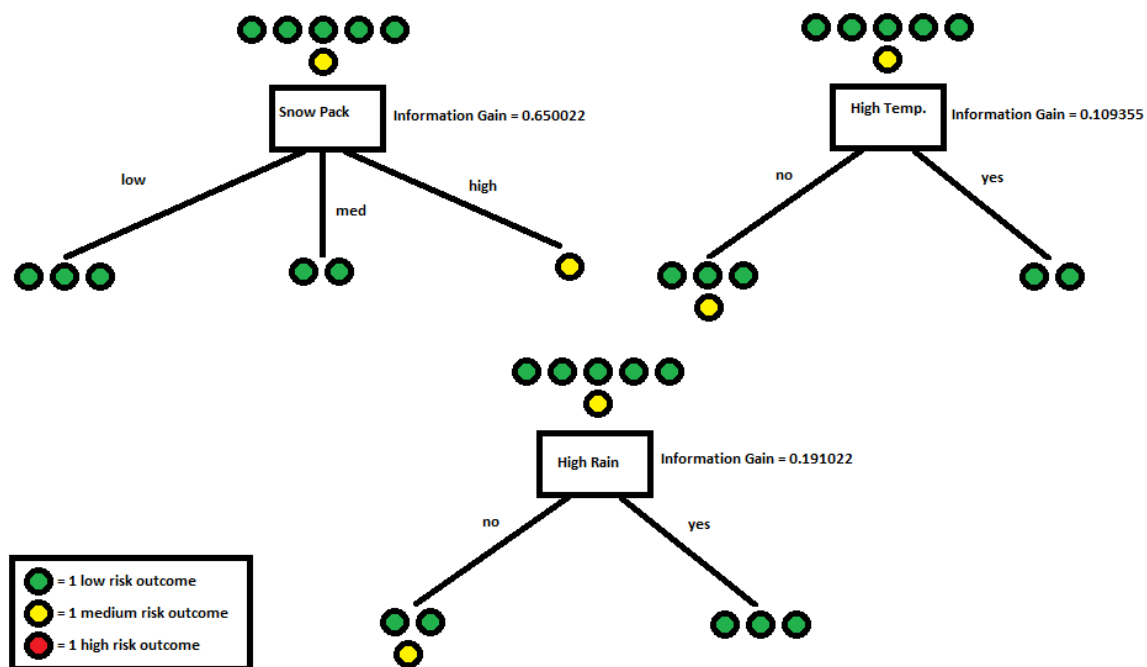 Snow Pack
Information Gain = 0.650022
low
med
high
High Temp.
Information Gain = 0.109355
no
yes
High Rain
Information Gain = 0.191022
no
yes
= 1 low risk outcome
= 1 medium risk outcome
= 1 high risk outcome